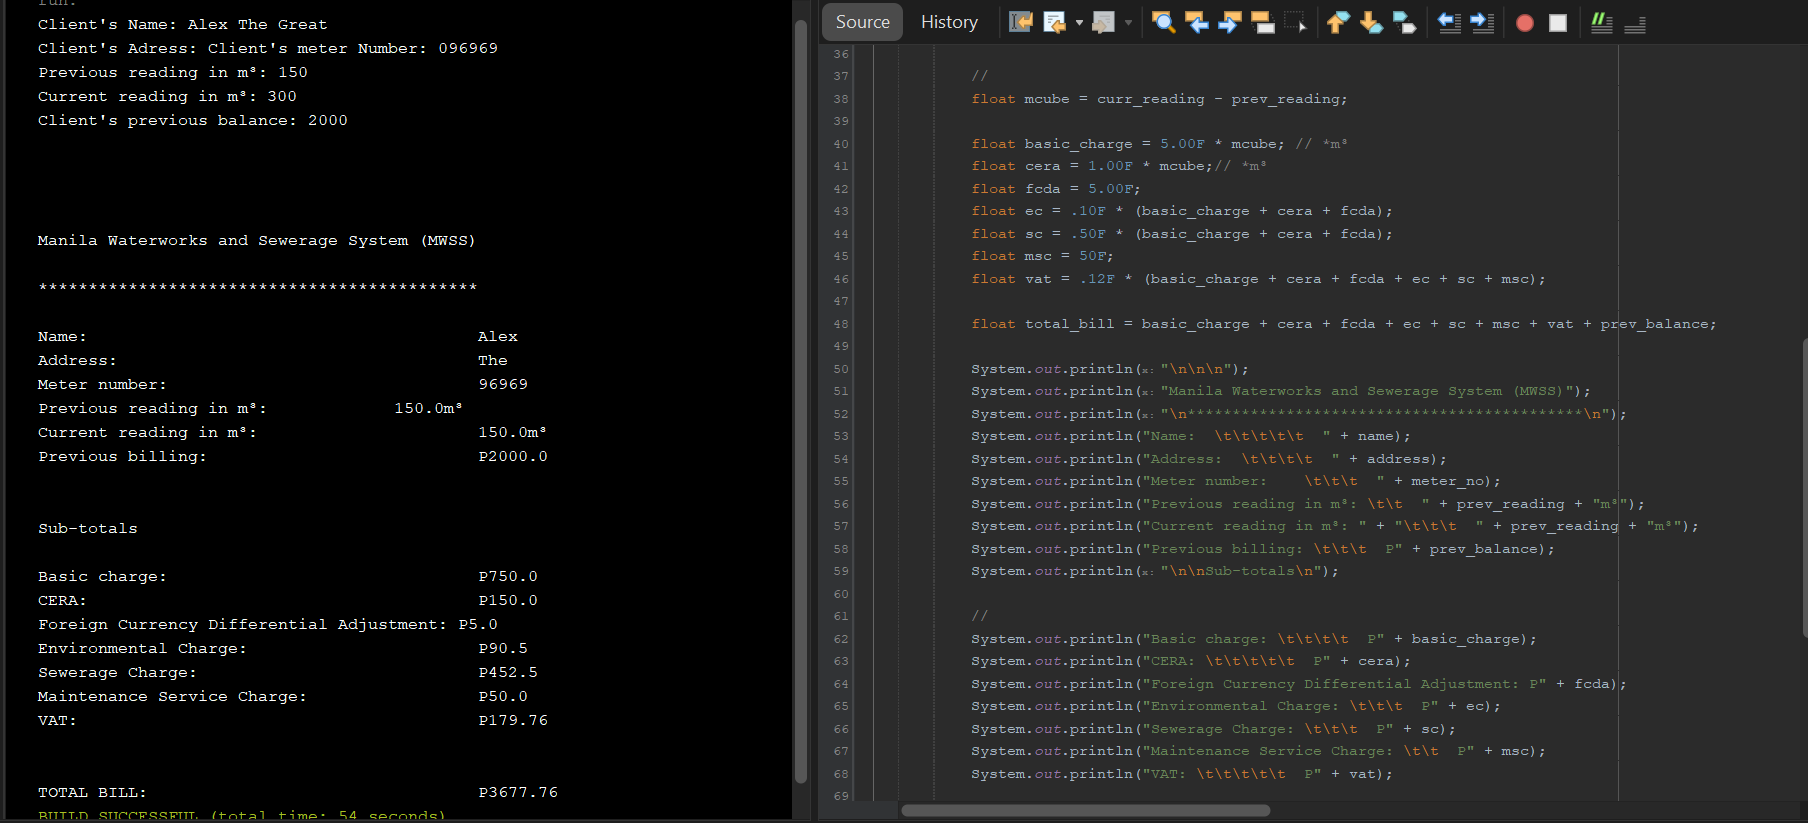 run:
Client's Name: Alex The Great
Client's Adress: Client's meter Number: 096969
Previous reading in m³: 150
Current reading in m³: 300
Client's previous balance: 2000
Manila Waterworks and Sewerage System (MWSS)
********************************************
Name: Alex
Address: The
Meter number: 96969
Previous reading in m³: 150.0m³
Current reading in m³: 150.0m³
Previous billing: P2000.0
Sub-totals
Basic charge: P750.0
CERA: P150.0
Foreign Currency Differential Adjustment: P5.0
Environmental Charge: P90.5
Sewerage Charge: P452.5
Maintenance Service Charge: P50.0
VAT: P179.76
TOTAL BILL: P3677.76
BUILD SUCCESSFUL (total time: 54 seconds)
Source History
36
37 //
38 float mcube = curr_reading - prev_reading;
39
40 float basic_charge = 5.00F * mcube; // *m³
41 float cera = 1.00F * mcube;// *m³
42 float fcda = 5.00F;
43 float ec = .10F * (basic_charge + cera + fcda);
44 float sc = .50F * (basic_charge + cera + fcda);
45 float msc = 50F;
46 float vat = .12F * (basic_charge + cera + fcda + ec + sc + msc);
47
48 float total_bill = basic_charge + cera + fcda + ec + sc + msc + vat + prev_balance;
49
50 System.out.println(x: "\n\n\n");
51 System.out.println(x: "Manila Waterworks and Sewerage System (MWSS)");
52 System.out.println(x: "\n********************************************\n");
53 System.out.println("Name:  \t\t\t\t\t  " + name);
54 System.out.println("Address:  \t\t\t\t  " + address);
55 System.out.println("Meter number:    \t\t\t  " + meter_no);
56 System.out.println("Previous reading in m³: \t\t  " + prev_reading + "m³");
57 System.out.println("Current reading in m³: " + "\t\t\t  " + prev_reading + "m³");
58 System.out.println("Previous billing: \t\t\t  P" + prev_balance);
59 System.out.println(x: "\n\nSub-totals\n");
60
61 //
62 System.out.println("Basic charge: \t\t\t\t  P" + basic_charge);
63 System.out.println("CERA: \t\t\t\t\t  P" + cera);
64 System.out.println("Foreign Currency Differential Adjustment: P" + fcda);
65 System.out.println("Environmental Charge: \t\t\t  P" + ec);
66 System.out.println("Sewerage Charge: \t\t\t  P" + sc);
67 System.out.println("Maintenance Service Charge: \t\t  P" + msc);
68 System.out.println("VAT: \t\t\t\t\t  P" + vat);
69